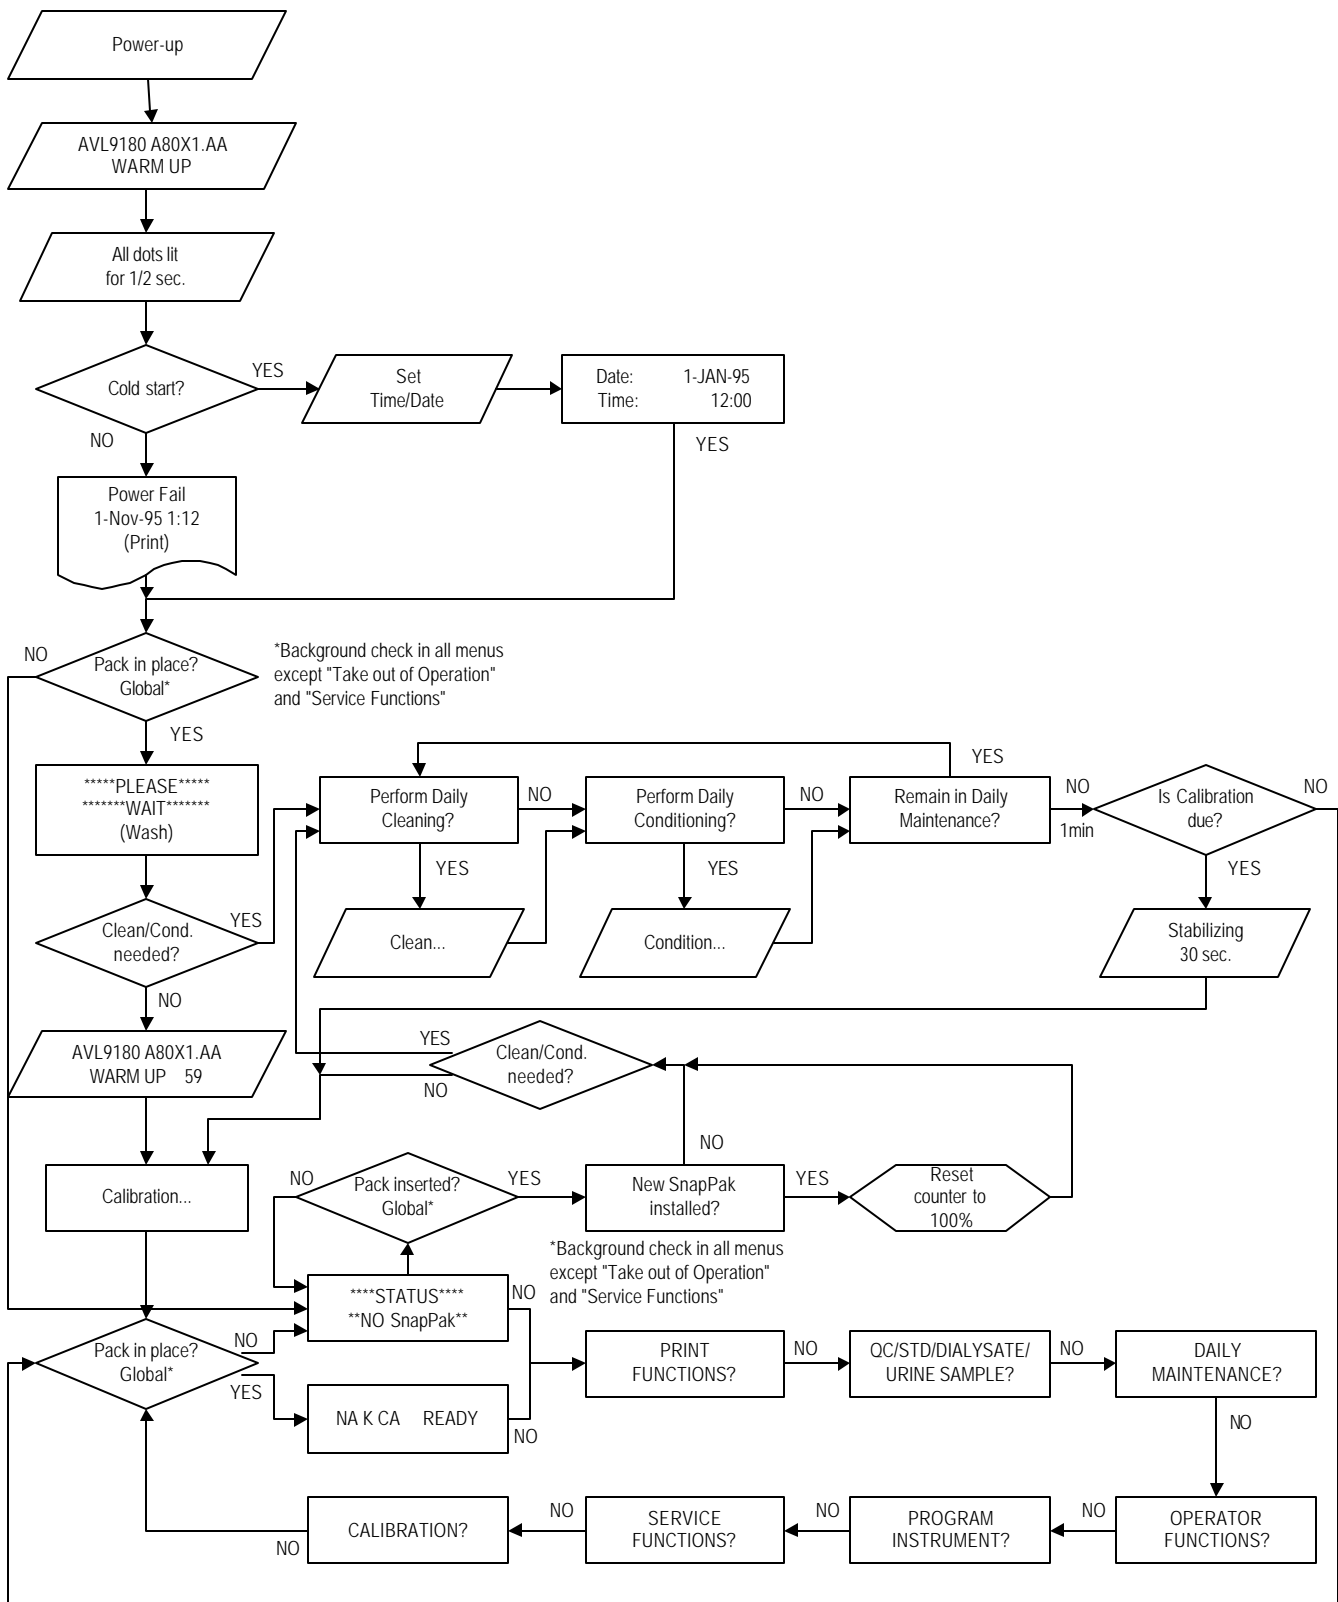 Power-up
AVL9180 A80X1.AA
WARM UP
All dots lit
for 1/2 sec.
Cold start?
YES
Set
Time/Date
Date: 1-JAN-95
Time: 12:00
YES
NO
Power Fail
1-Nov-95 1:12
(Print)
NO
Pack in place?
Global*
*Background check in all menus
except "Take out of Operation"
and "Service Functions"
YES
*****PLEASE*****
*******WAIT*******
(Wash)
YES
Perform Daily
Cleaning?
NO
Perform Daily
Conditioning?
NO
Remain in Daily
Maintenance?
NO
1min
Is Calibration
due?
NO
YES
YES
YES
Clean/Cond.
needed?
YES
Clean...
Condition...
Stabilizing
30 sec.
NO
AVL9180 A80X1.AA
WARM UP 59
YES
Clean/Cond.
needed?
NO
NO
Calibration...
NO
Pack inserted?
Global*
YES
New SnapPak
installed?
YES
Reset
counter to
100%
*Background check in all menus
except "Take out of Operation"
and "Service Functions"
****STATUS****
**NO SnapPak**
NO
Pack in place?
Global*
NO
YES
NA K CA READY
NO
PRINT
FUNCTIONS?
NO
QC/STD/DIALYSATE/
URINE SAMPLE?
NO
DAILY
MAINTENANCE?
NO
OPERATOR
FUNCTIONS?
NO
PROGRAM
INSTRUMENT?
NO
SERVICE
FUNCTIONS?
NO
CALIBRATION?
NO